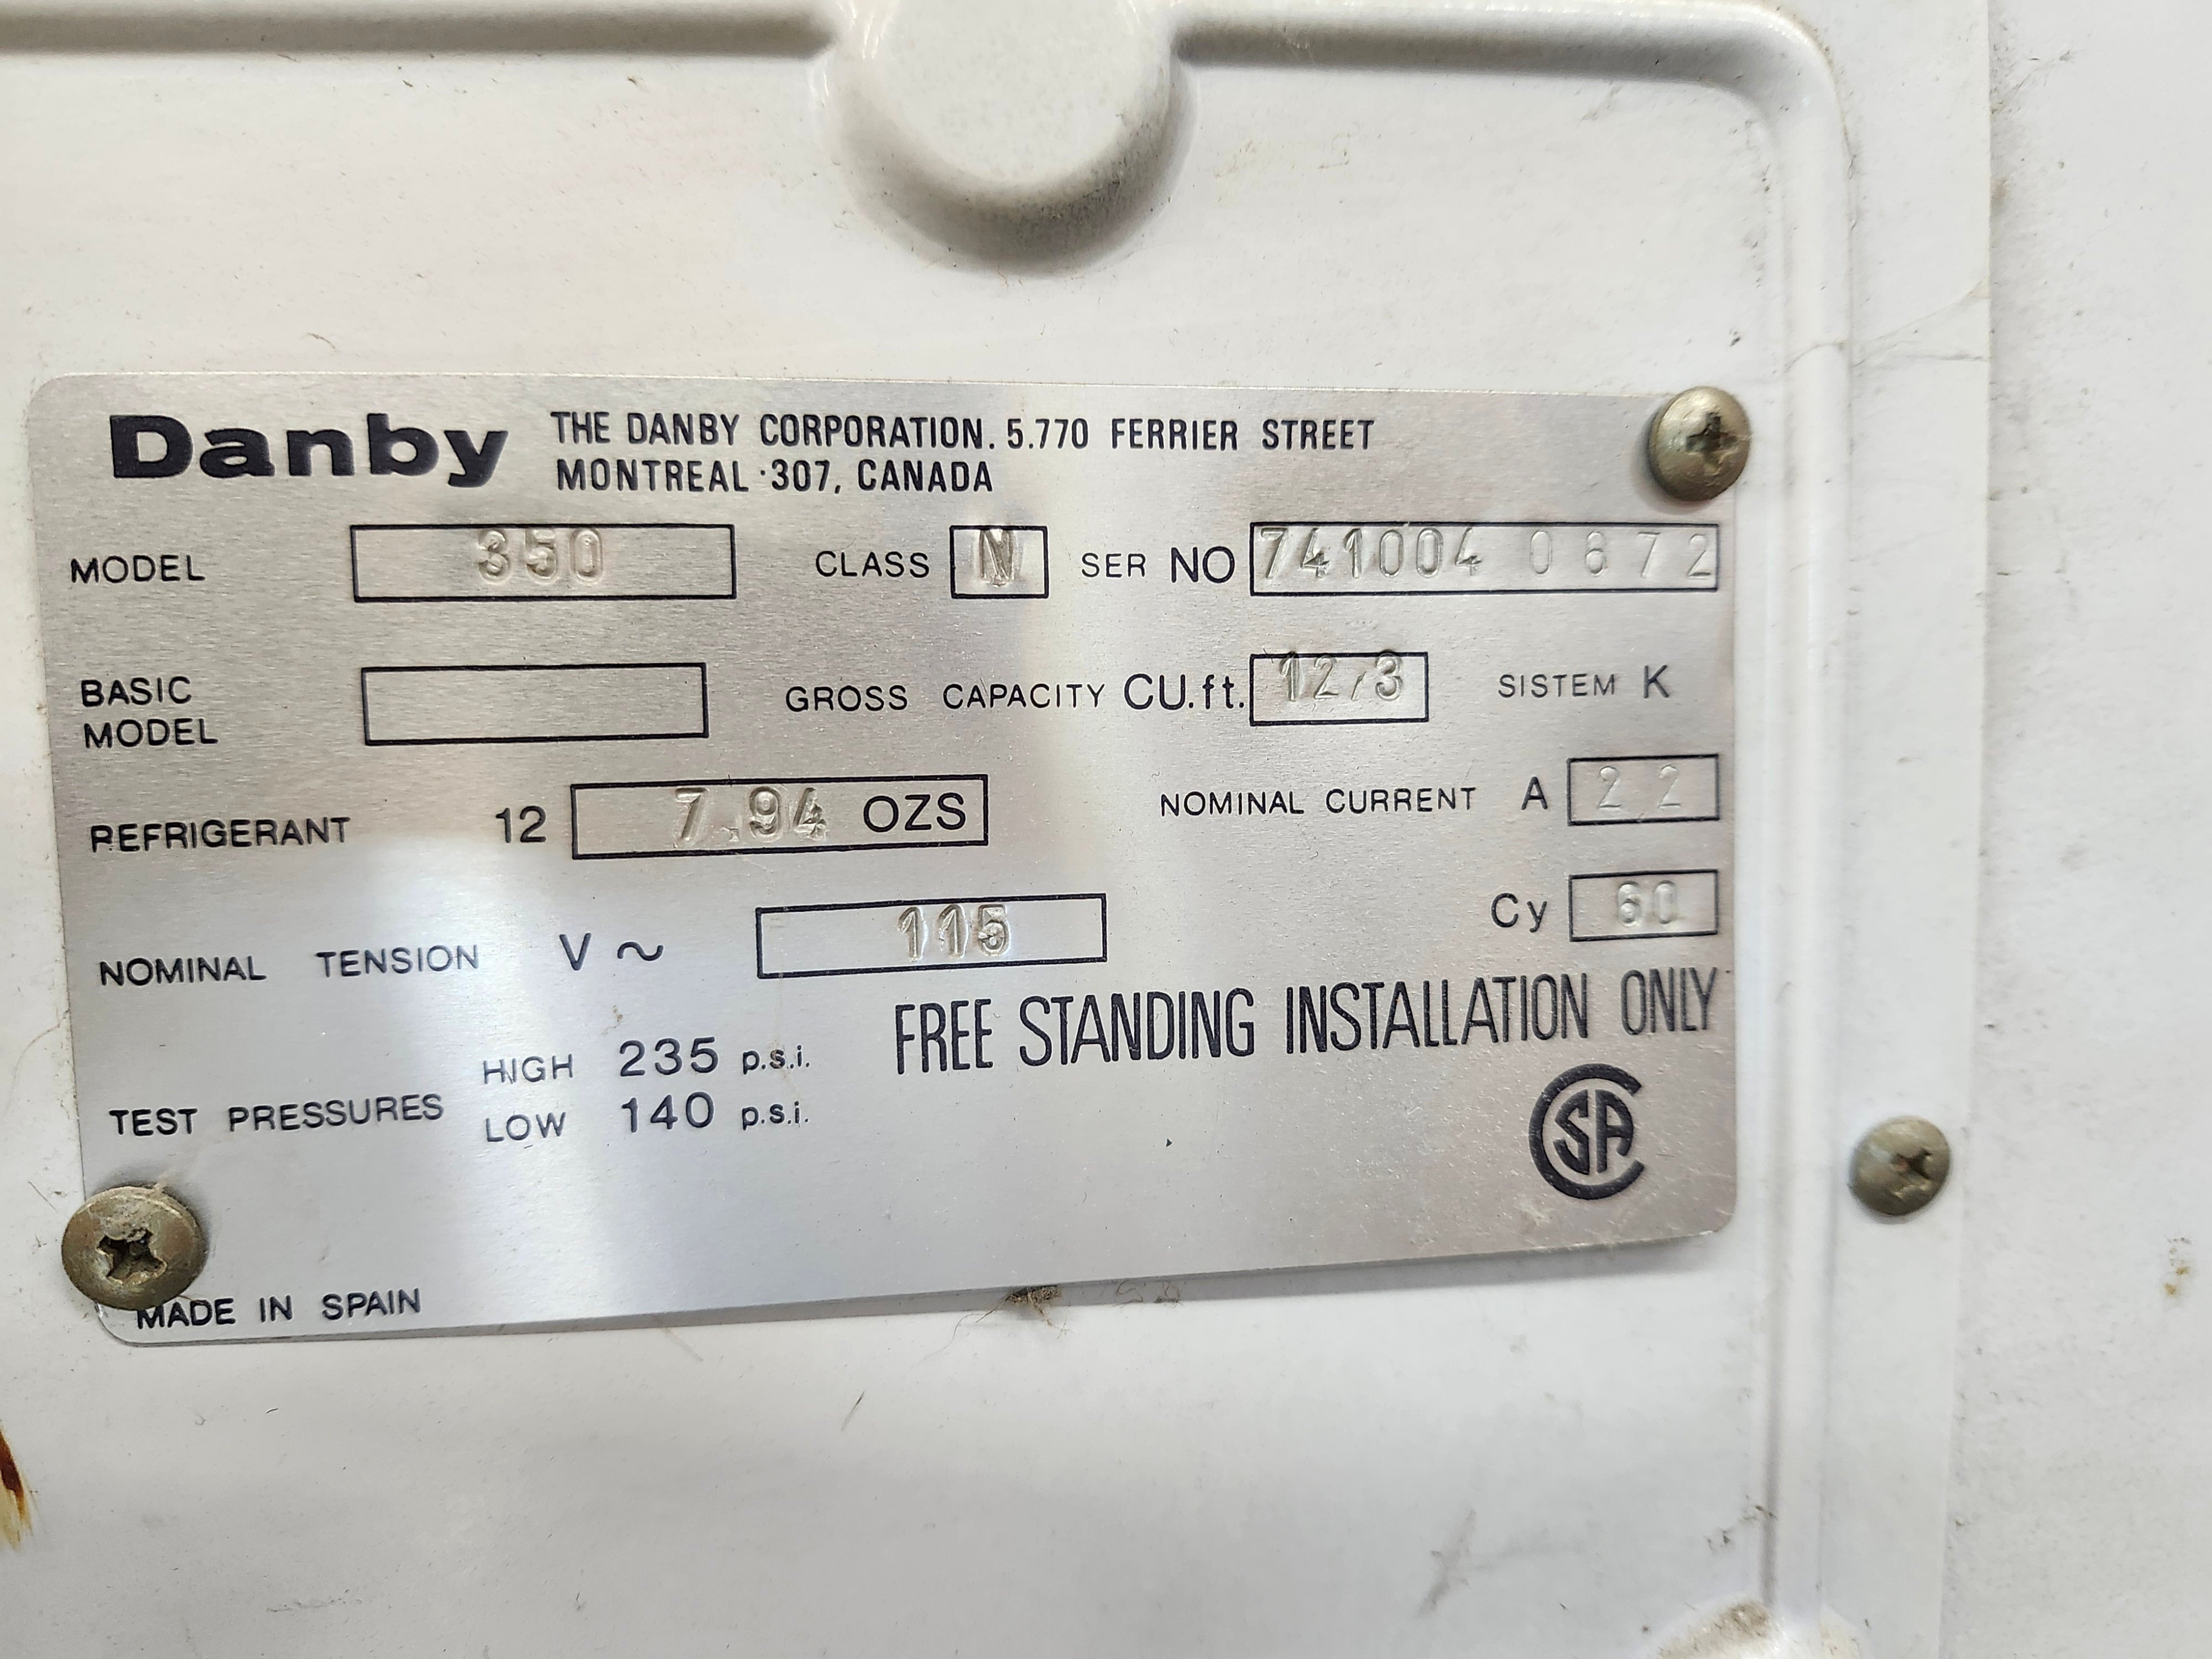 Danby THE DANBY CORPORATION. 5.770 FERRIER STREET
MONTREAL ·307, CANADA
MODEL 350 CLASS N SER NO 741004 0872
BASIC
MODEL
GROSS CAPACITY CU.ft. 12,3 SISTEM K
REFRIGERANT 12 7.94 OZS NOMINAL CURRENT A 2 2
NOMINAL TENSION V ~ 115 Cy 60
FREE STANDING INSTALLATION ONLY
TEST PRESSURES
HIGH 235 p.s.i.
LOW 140 p.s.i.
CSA
MADE IN SPAIN